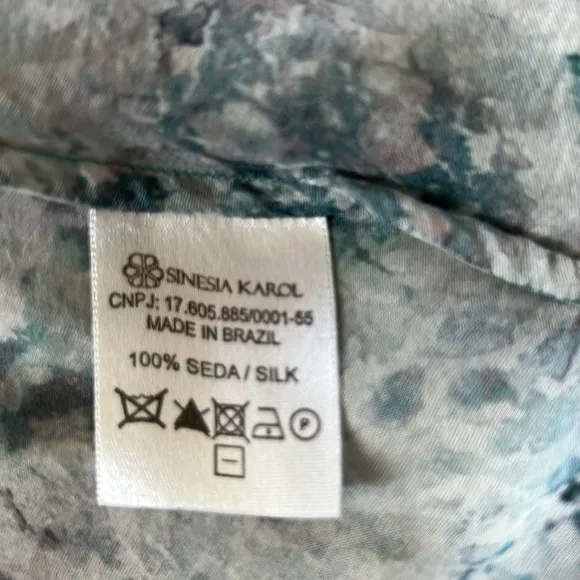 SINESIA KAROL
CNPJ: 17.605.885/0001-55
MADE IN BRAZIL
100% SEDA / SILK
P